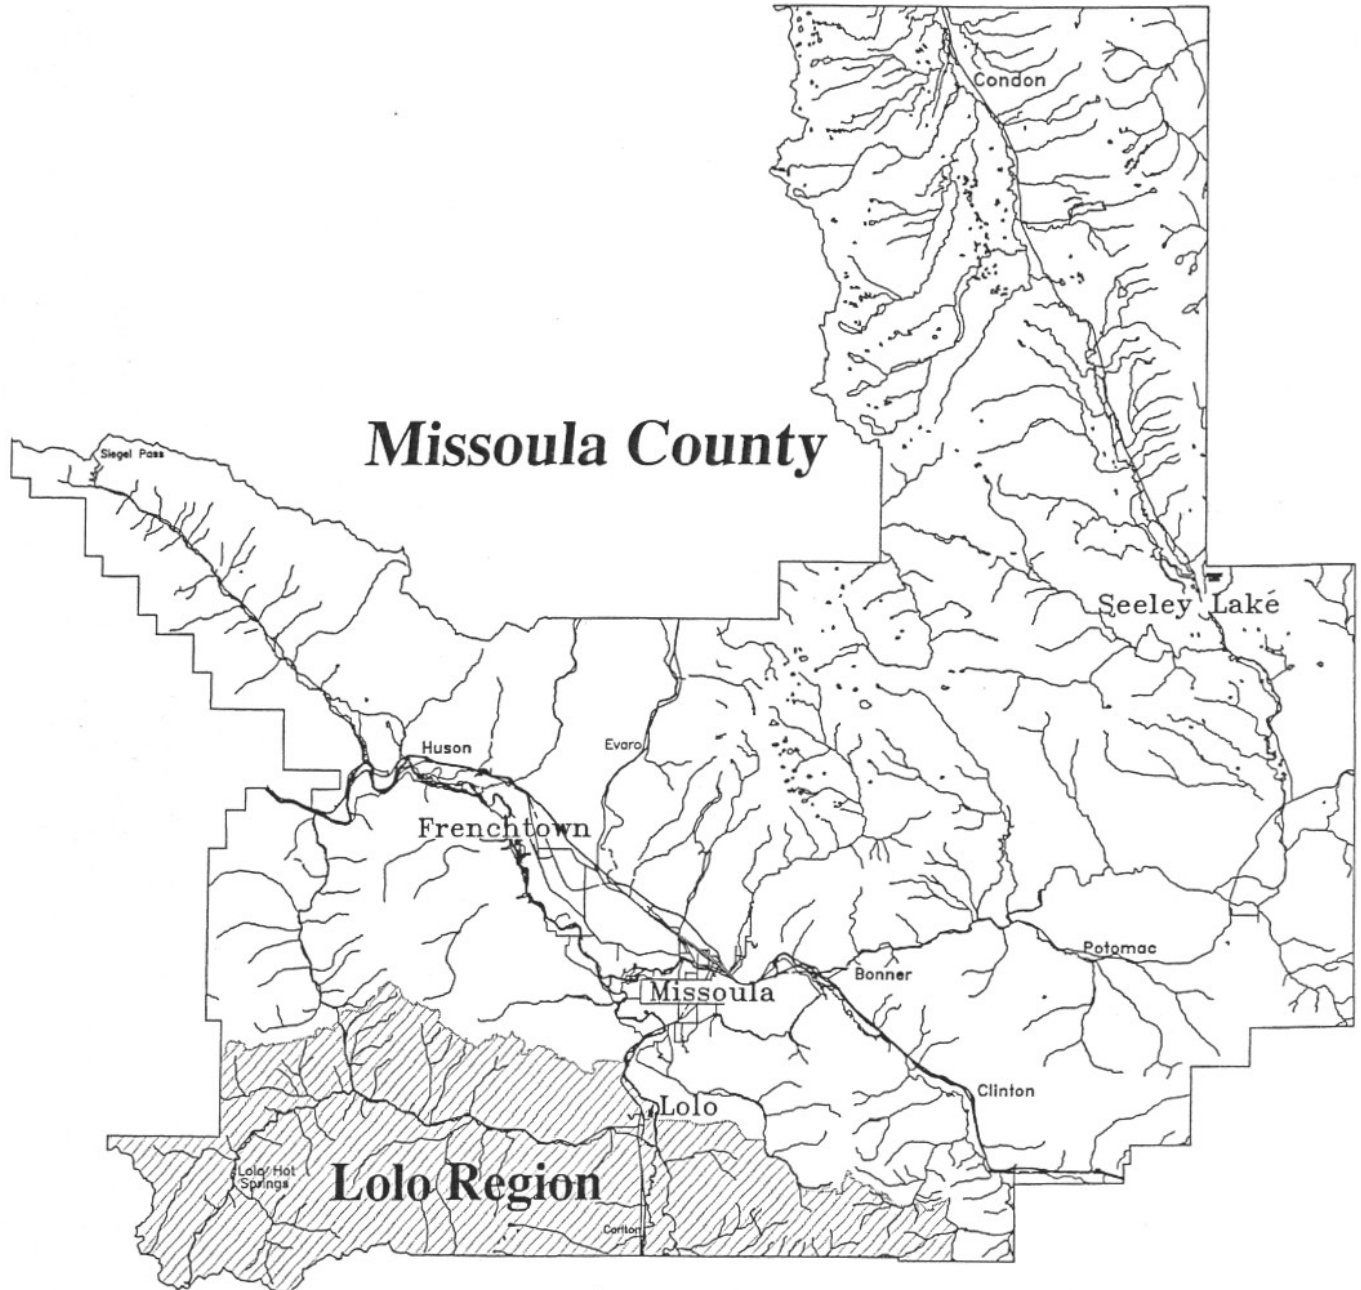 Condon
Missoula County
Siegel Pass
Seeley Lake
Huson
Evaro
Frenchtown
Potomac
Bonner
Missoula
Clinton
Lolo
Lolo Hot
Springs
Lolo Region
Carlton